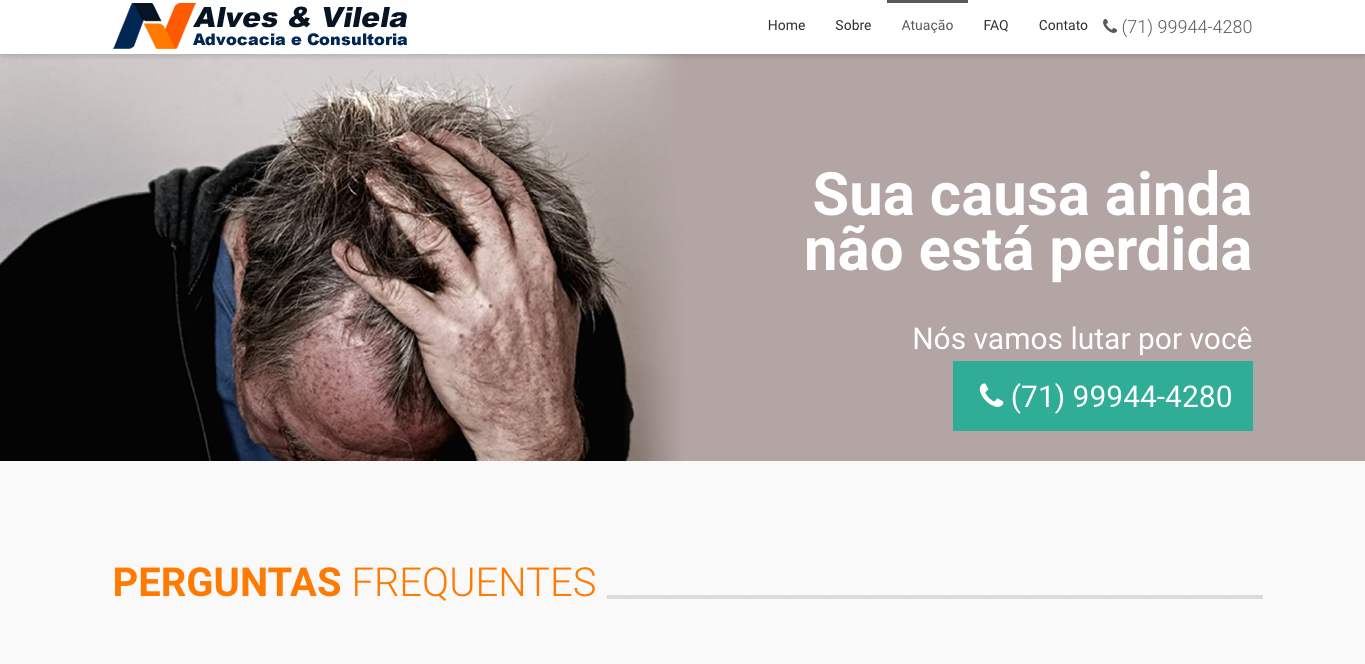 Alves & Vilela
Advocacia e Consultoria
Home Sobre Atuação FAQ Contato (71) 99944-4280
Sua causa ainda
não está perdida
Nós vamos lutar por você
(71) 99944-4280
PERGUNTAS FREQUENTES